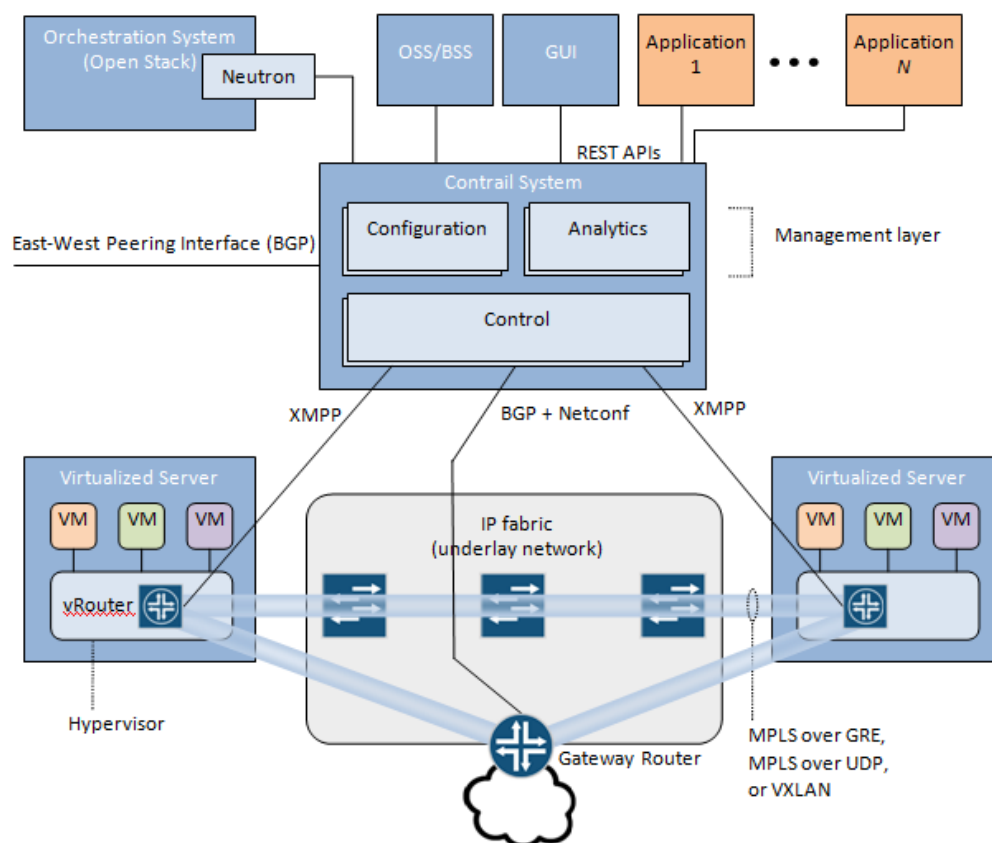 Orchestration System
(Open Stack)
Neutron
OSS/BSS
GUI
Application
1
Application
N
REST APIs
Contrail System
Configuration
Analytics
Management layer
East-West Peering Interface (BGP)
Control
XMPP
BGP + Netconf
XMPP
Virtualized Server
VM
VM
VM
vRouter
Hypervisor
IP fabric
(underlay network)
Virtualized Server
VM
VM
VM
Gateway Router
MPLS over GRE,
MPLS over UDP,
or VXLAN